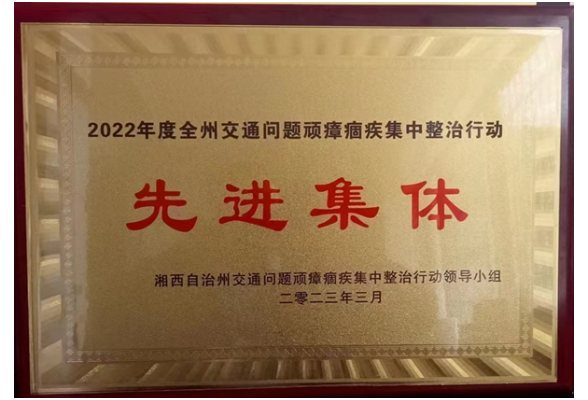 2022年度全州交通问题顽瘴痼疾集中整治行动
先进集体
湘西自治州交通问题顽瘴痼疾集中整治行动领导小组
二零二三年三月